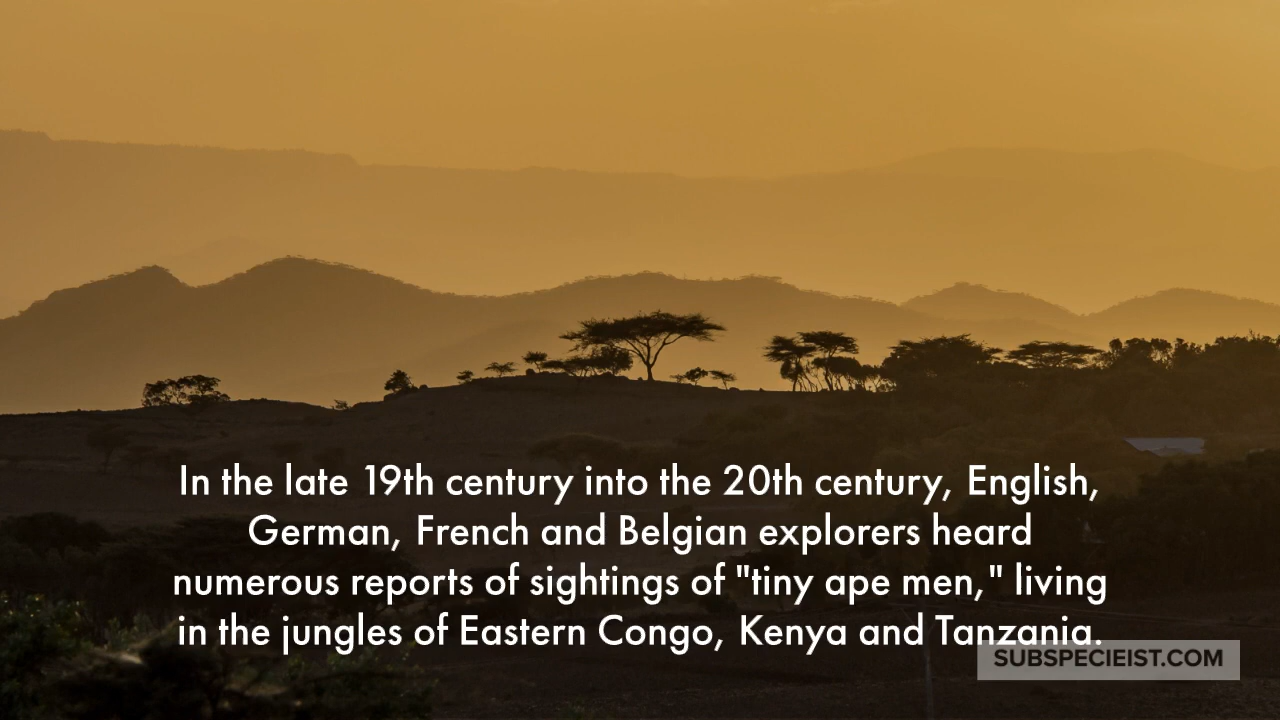 In the late 19th century into the 20th century, English,
German, French and Belgian explorers heard
numerous reports of sightings of "tiny ape men," living
in the jungles of Eastern Congo, Kenya and Tanzania.
SUBSPECIEIST.COM